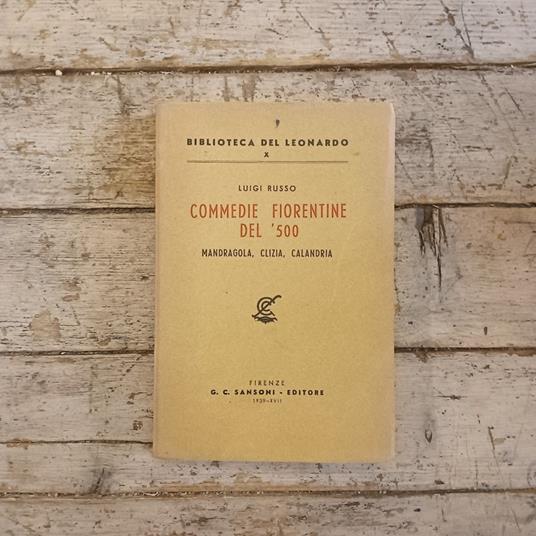 BIBLIOTECA DEL LEONARDO
X
LUIGI RUSSO
COMMEDIE FIORENTINE
DEL '500
MANDRAGOLA, CLIZIA, CALANDRIA
FIRENZE
G. C. SANSONI - EDITORE
1939-XVII